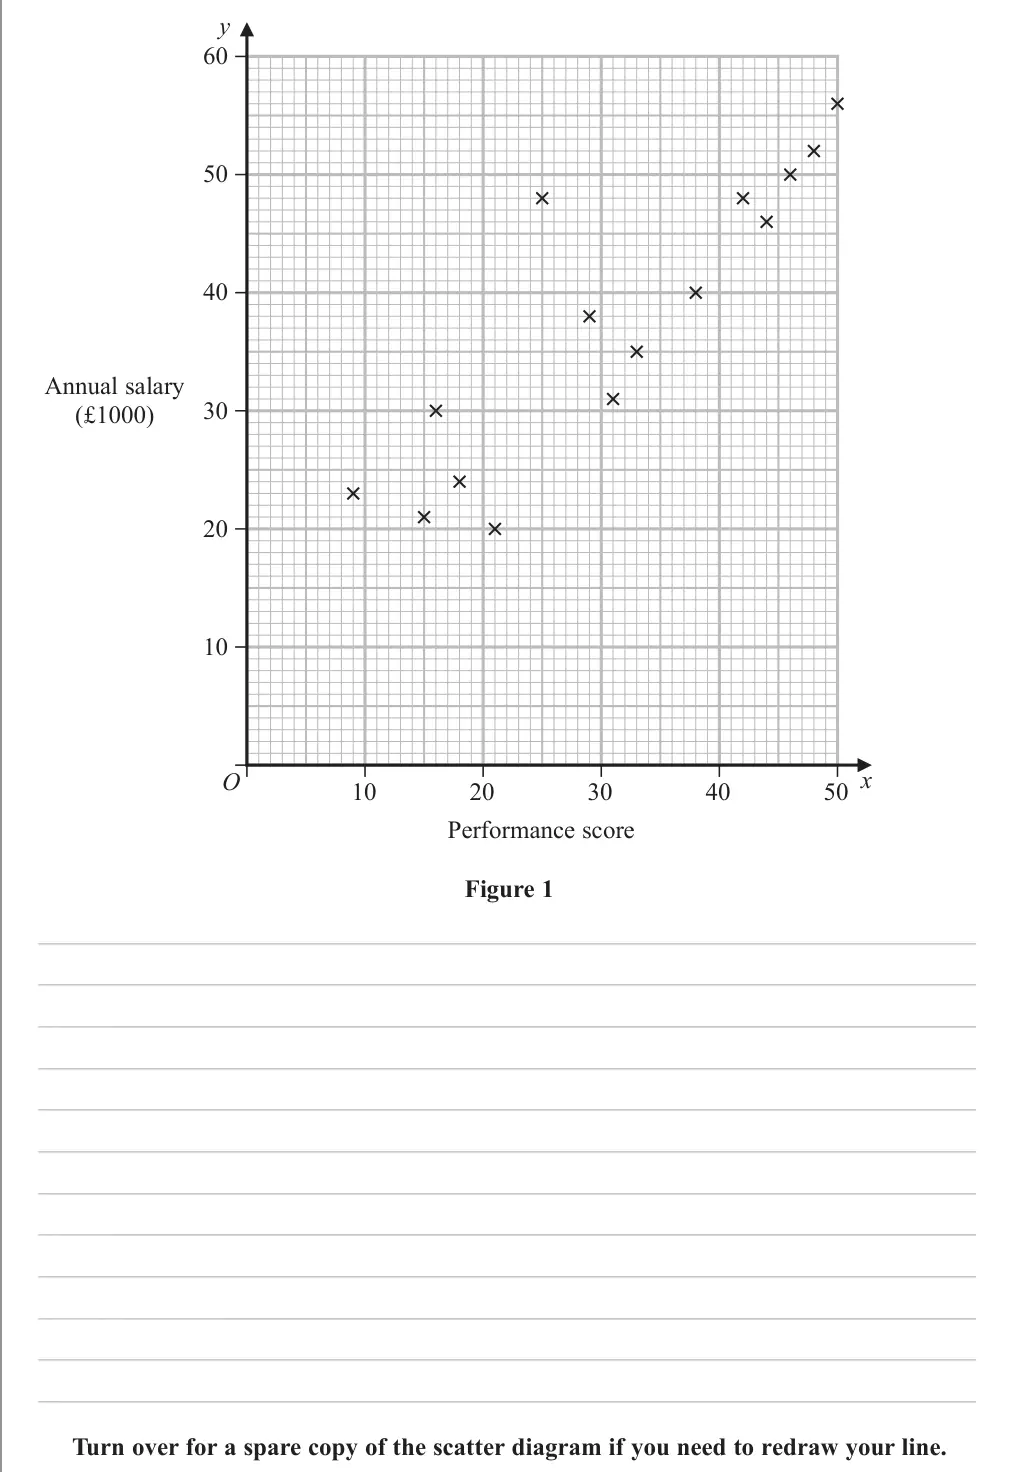 y
60
50
40
Annual salary
(£1000)
30
20
10
O
10 20 30 40 50 x
Performance score
Figure 1
Turn over for a spare copy of the scatter diagram if you need to redraw your line.